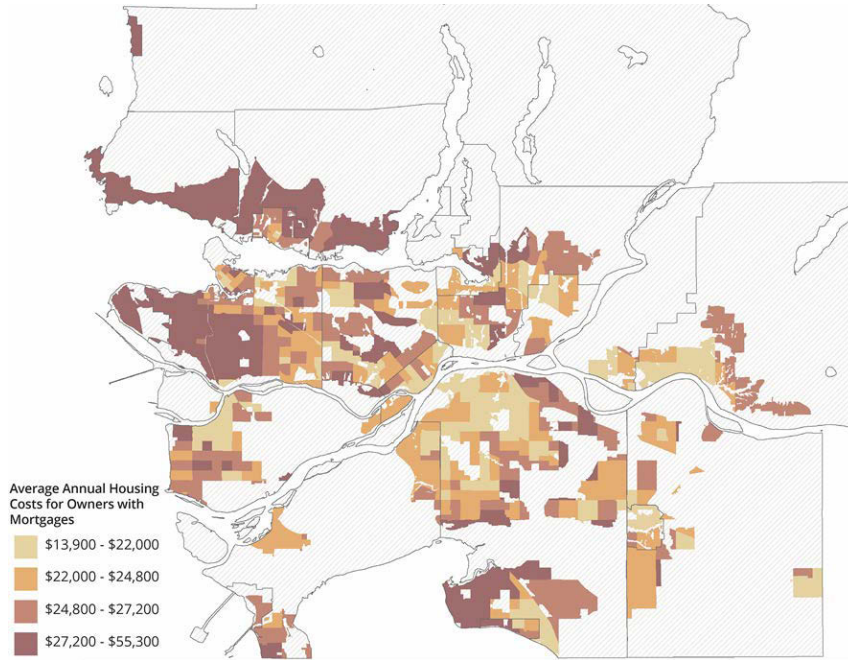 Average Annual Housing
Costs for Owners with
Mortgages
$13,900 - $22,000
$22,000 - $24,800
$24,800 - $27,200
$27,200 - $55,300